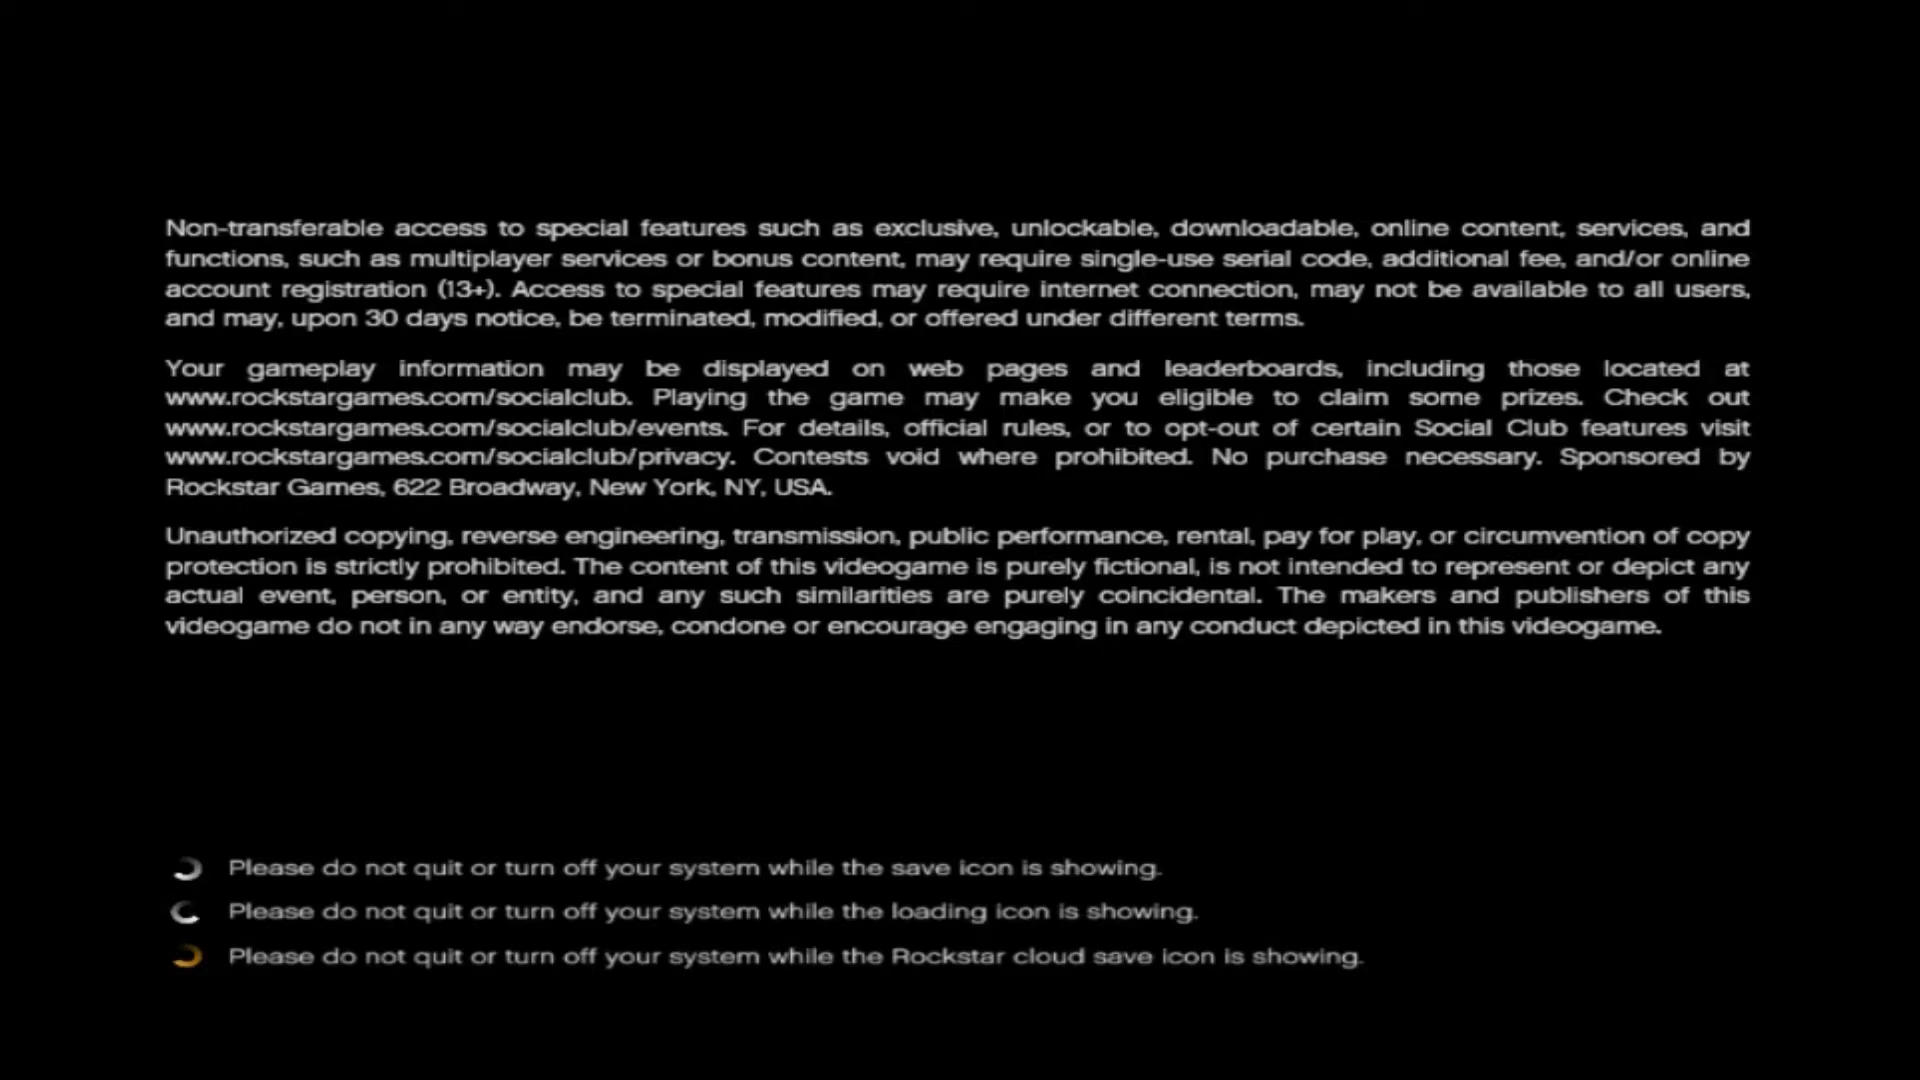 Non-transferable access to special features such as exclusive, unlockable, downloadable, online content, services, and
functions, such as multiplayer services or bonus content, may require single-use serial code, additional fee, and/or online
account registration (13+). Access to special features may require internet connection, may not be available to all users,
and may, upon 30 days notice, be terminated, modified, or offered under different terms.
Your gameplay information may be displayed on web pages and leaderboards, including those located at
www.rockstargames.com/socialclub. Playing the game may make you eligible to claim some prizes. Check out
www.rockstargames.com/socialclub/events. For details, official rules, or to opt-out of certain Social Club features visit
www.rockstargames.com/socialclub/privacy. Contests void where prohibited. No purchase necessary. Sponsored by
Rockstar Games, 622 Broadway, New York, NY, USA.
Unauthorized copying, reverse engineering, transmission, public performance, rental, pay for play, or circumvention of copy
protection is strictly prohibited. The content of this videogame is purely fictional, is not intended to represent or depict any
actual event, person, or entity, and any such similarities are purely coincidental. The makers and publishers of this
videogame do not in any way endorse, condone or encourage engaging in any conduct depicted in this videogame.
Please do not quit or turn off your system while the save icon is showing.
Please do not quit or turn off your system while the loading icon is showing.
Please do not quit or turn off your system while the Rockstar cloud save icon is showing.